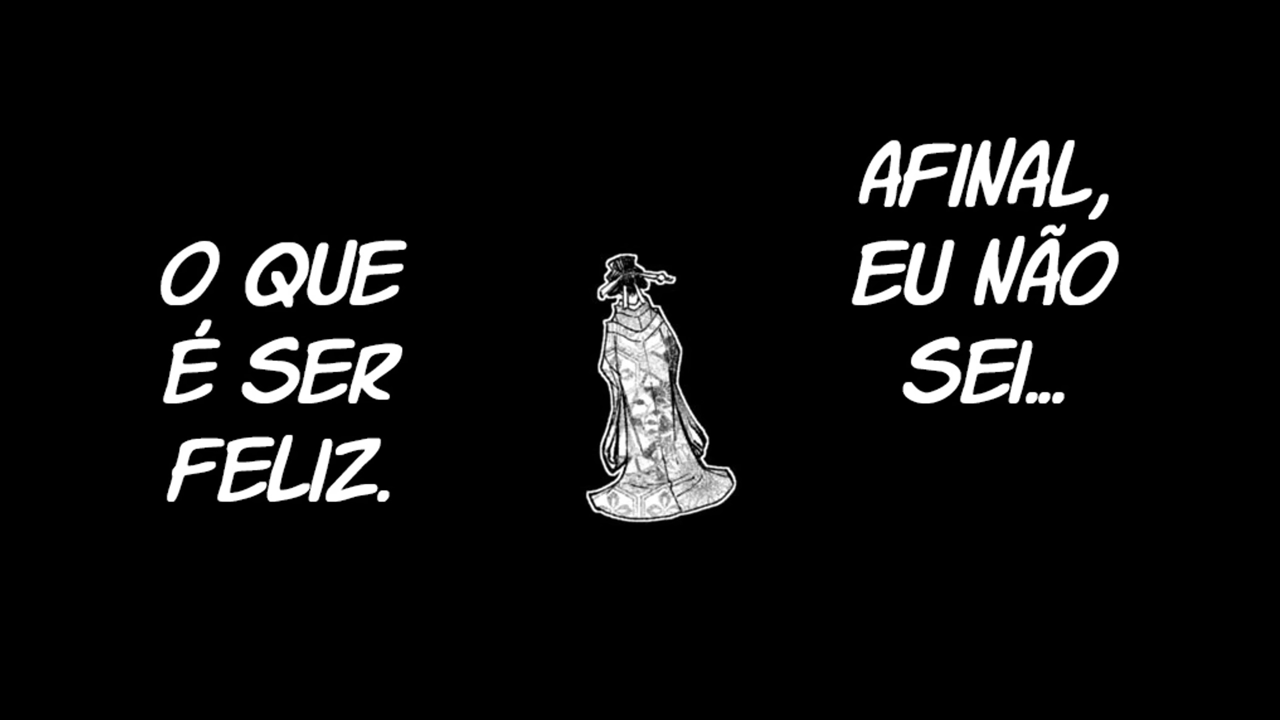 AFINAL,
EU NÃO
SEI...
O QUE
É SER
FELIZ.